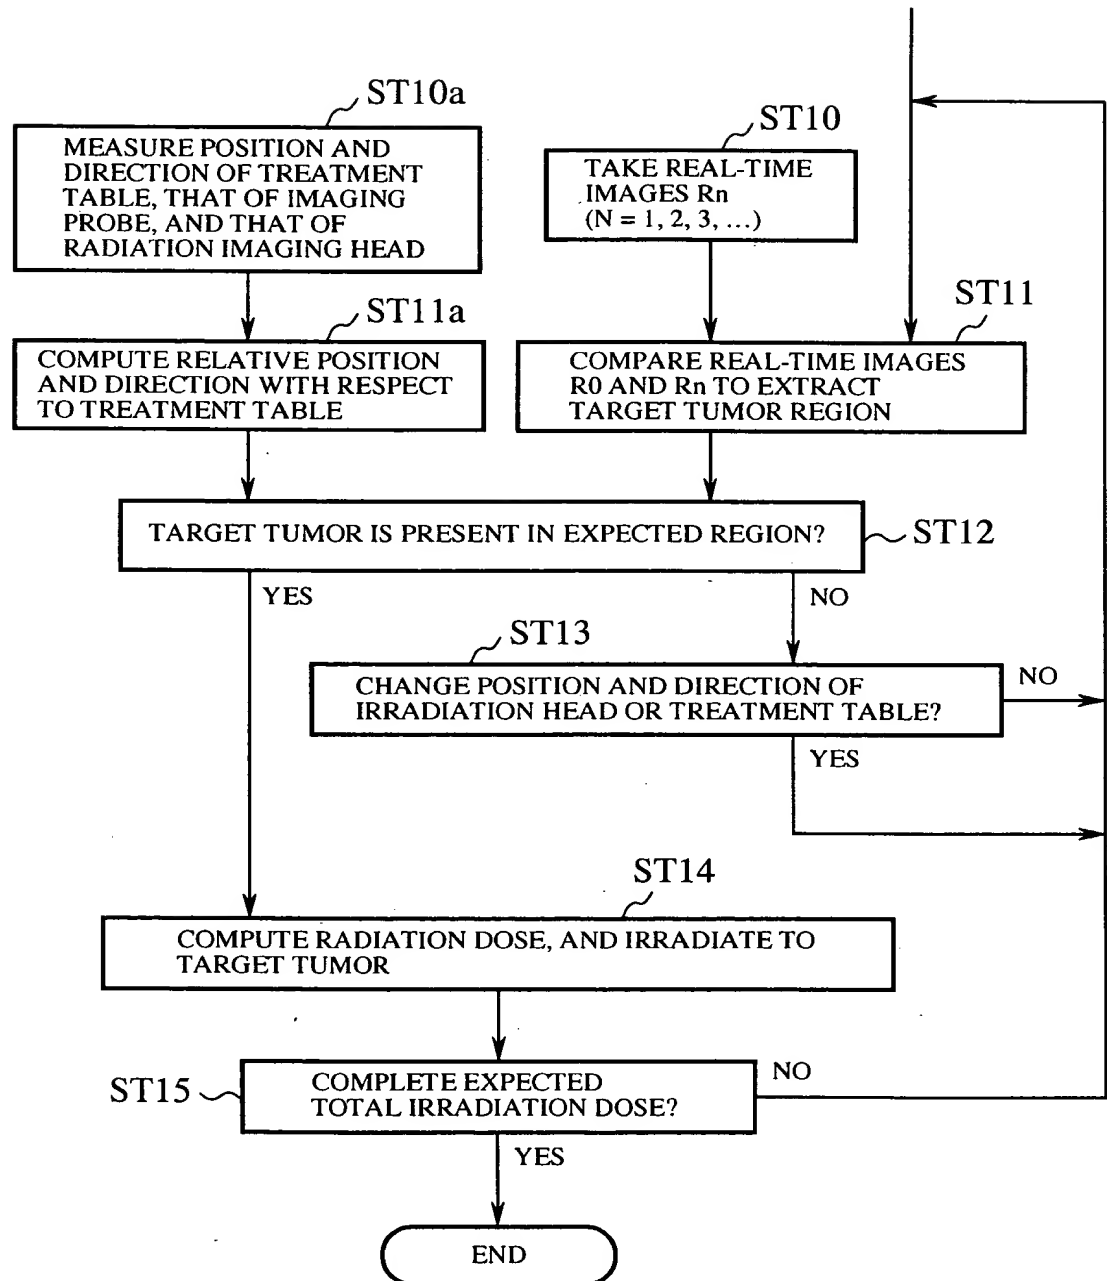 ST10a
MEASURE POSITION AND
DIRECTION OF TREATMENT
TABLE, THAT OF IMAGING
PROBE, AND THAT OF
RADIATION IMAGING HEAD
ST10
TAKE REAL-TIME
IMAGES Rn
(N = 1, 2, 3, ...)
ST11a
COMPUTE RELATIVE POSITION
AND DIRECTION WITH RESPECT
TO TREATMENT TABLE
ST11
COMPARE REAL-TIME IMAGES
R0 AND Rn TO EXTRACT
TARGET TUMOR REGION
TARGET TUMOR IS PRESENT IN EXPECTED REGION?
ST12
YES
NO
ST13
CHANGE POSITION AND DIRECTION OF
IRRADIATION HEAD OR TREATMENT TABLE?
NO
YES
ST14
COMPUTE RADIATION DOSE, AND IRRADIATE TO
TARGET TUMOR
ST15
COMPLETE EXPECTED
TOTAL IRRADIATION DOSE?
NO
YES
END